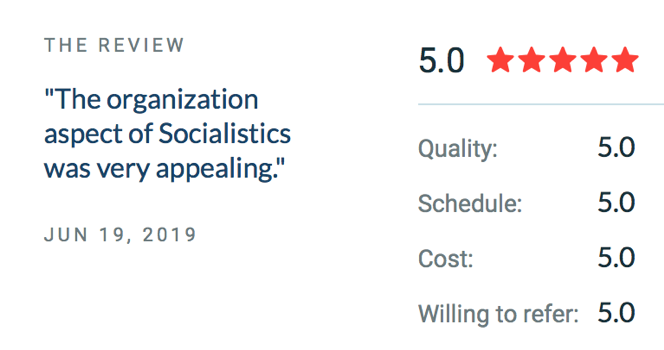 THE REVIEW
"The organization
aspect of Socialistics
was very appealing."
JUN 19, 2019
5.0
Quality: 5.0
Schedule: 5.0
Cost: 5.0
Willing to refer: 5.0